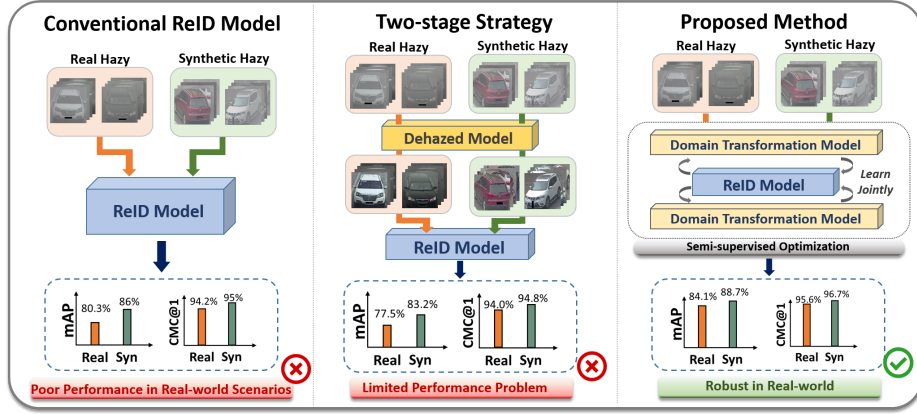 Conventional ReID Model
Real Hazy
Synthetic Hazy
ReID Model
mAP
80.3%
86%
Real
Syn
CMC@1
94.2%
95%
Real
Syn
Poor Performance in Real-world Scenarios
Two-stage Strategy
Real Hazy
Synthetic Hazy
Dehazed Model
ReID Model
mAP
77.5%
83.2%
Real
Syn
CMC@1
94.0%
94.8%
Real
Syn
Limited Performance Problem
Proposed Method
Real Hazy
Synthetic Hazy
Domain Transformation Model
ReID Model
Learn
Jointly
Domain Transformation Model
Semi-supervised Optimization
mAP
84.1%
88.7%
Real
Syn
CMC@1
95.6%
96.7%
Real
Syn
Robust in Real-world